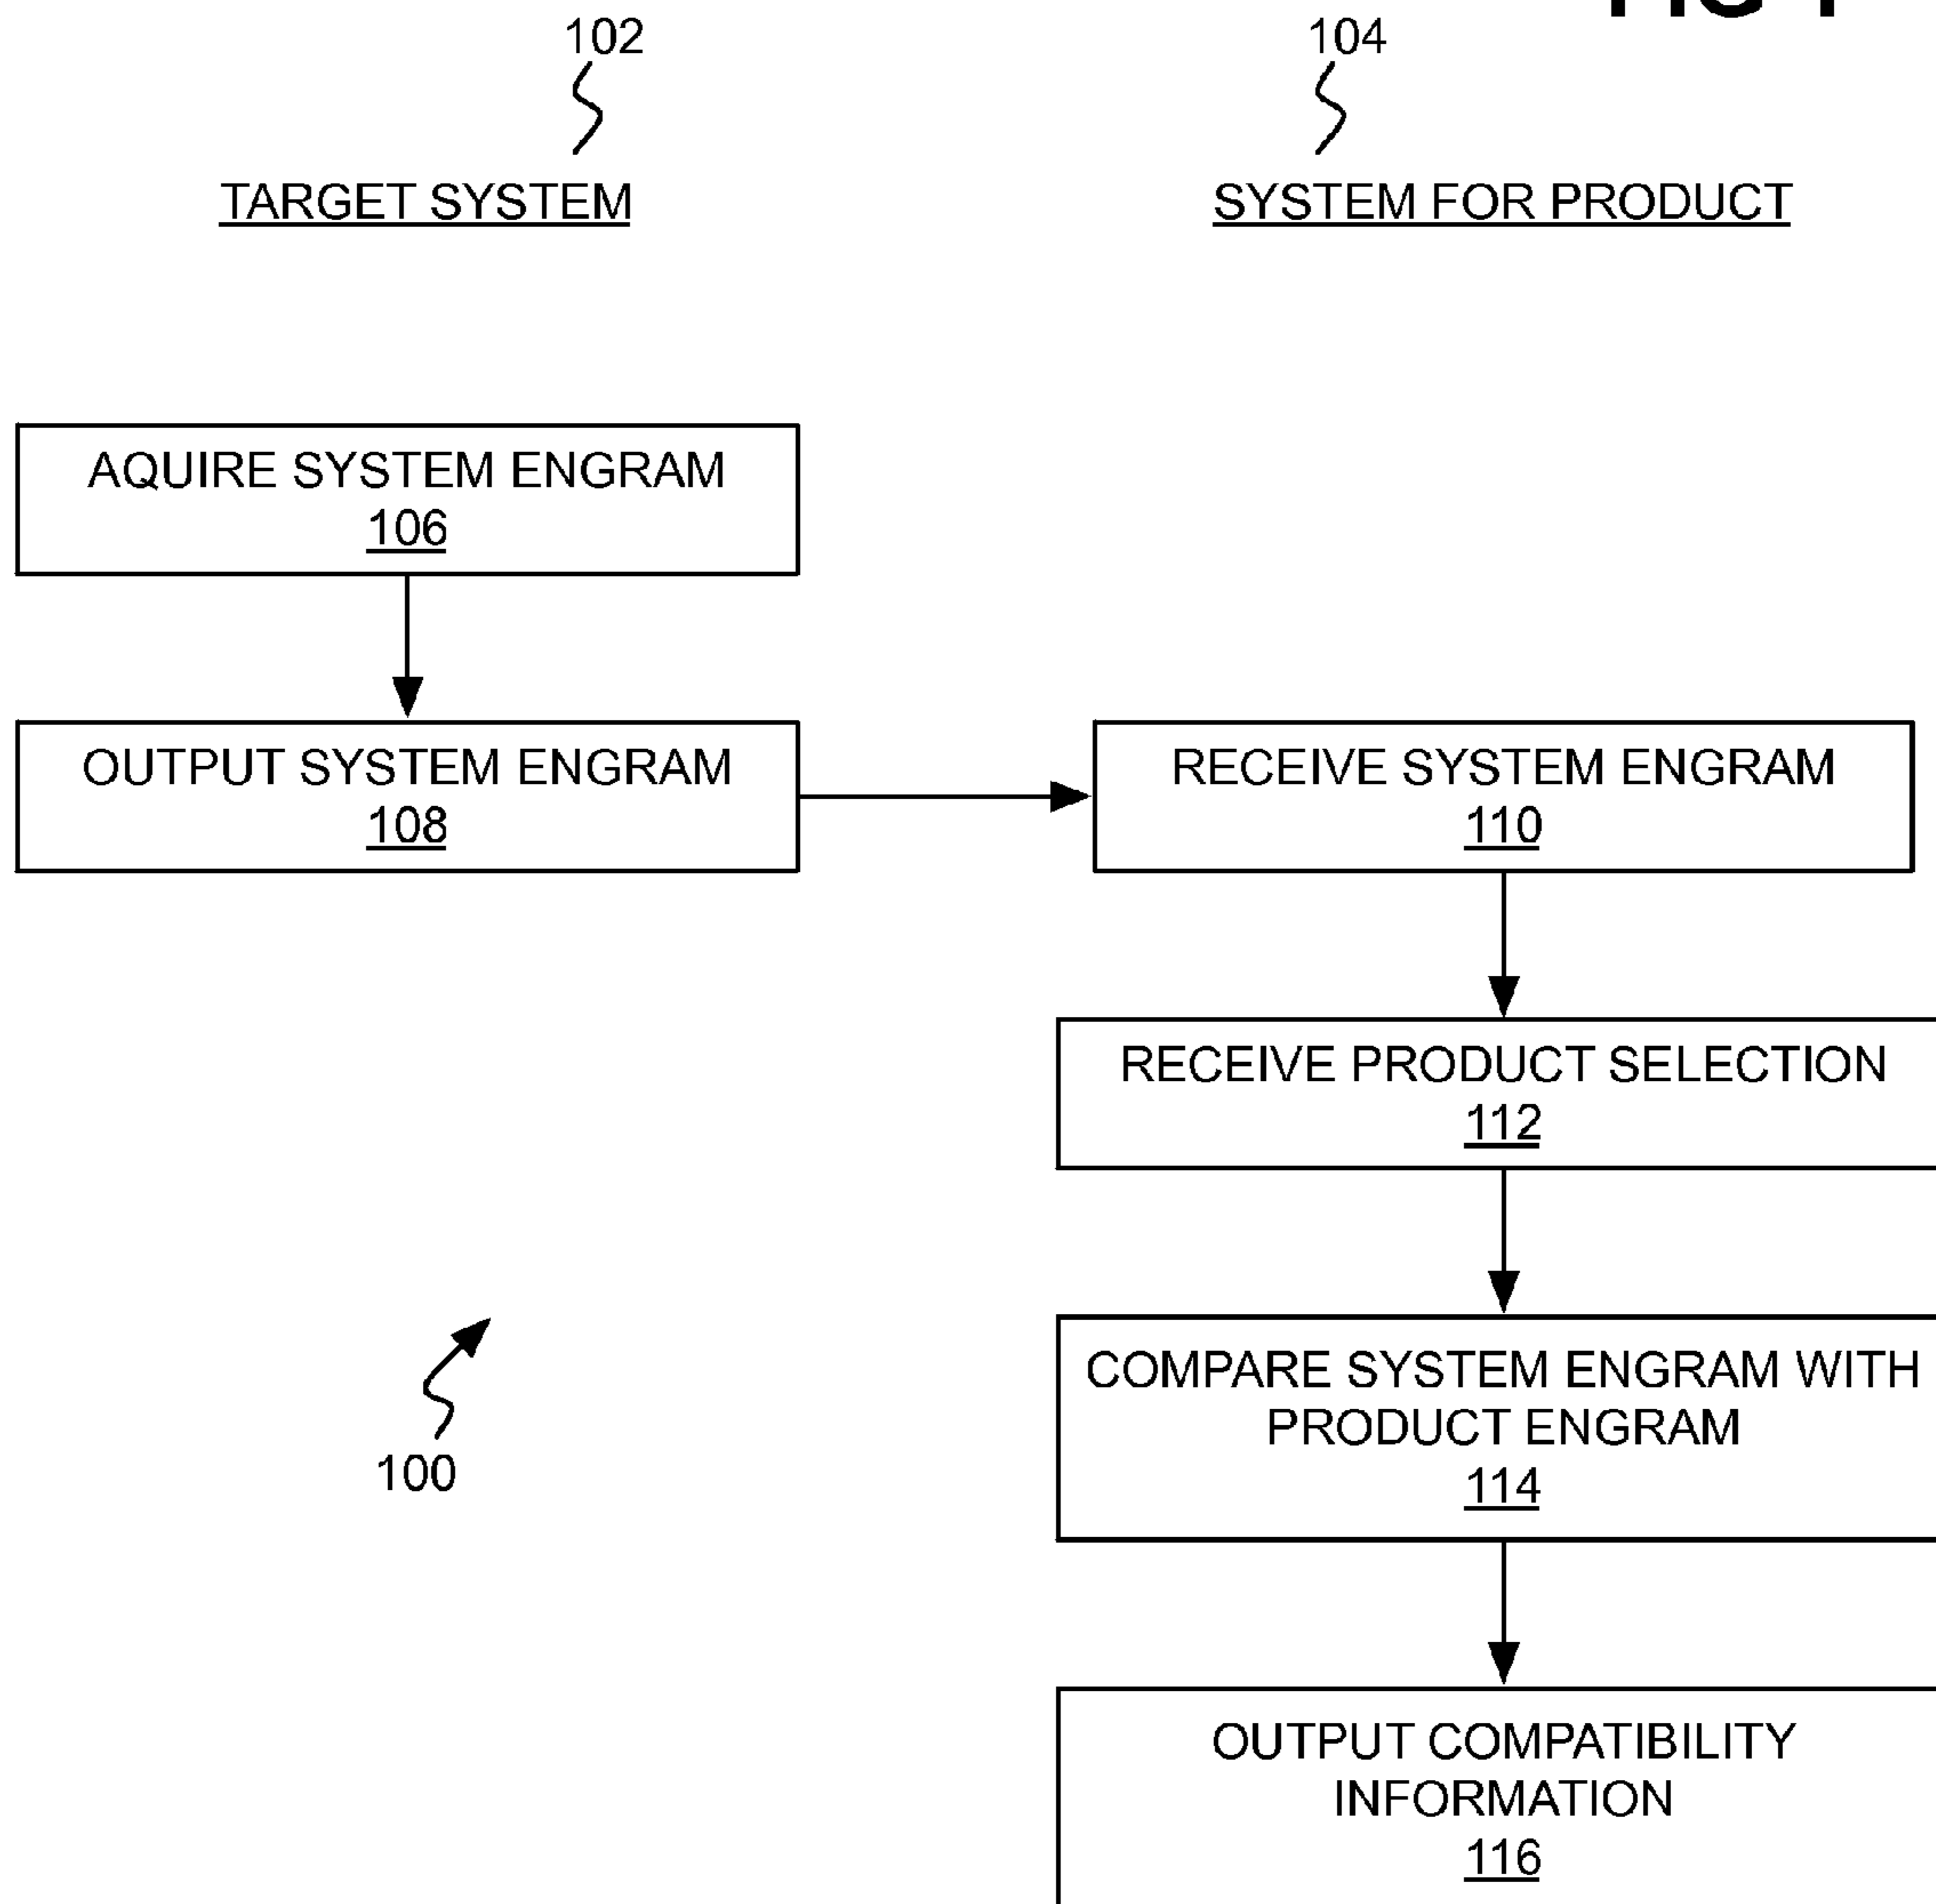 102
104
TARGET SYSTEM
SYSTEM FOR PRODUCT
AQUIRE SYSTEM ENGRAM
106
OUTPUT SYSTEM ENGRAM
108
RECEIVE SYSTEM ENGRAM
110
RECEIVE PRODUCT SELECTION
112
COMPARE SYSTEM ENGRAM WITH
PRODUCT ENGRAM
114
100
OUTPUT COMPATIBILITY
INFORMATION
116